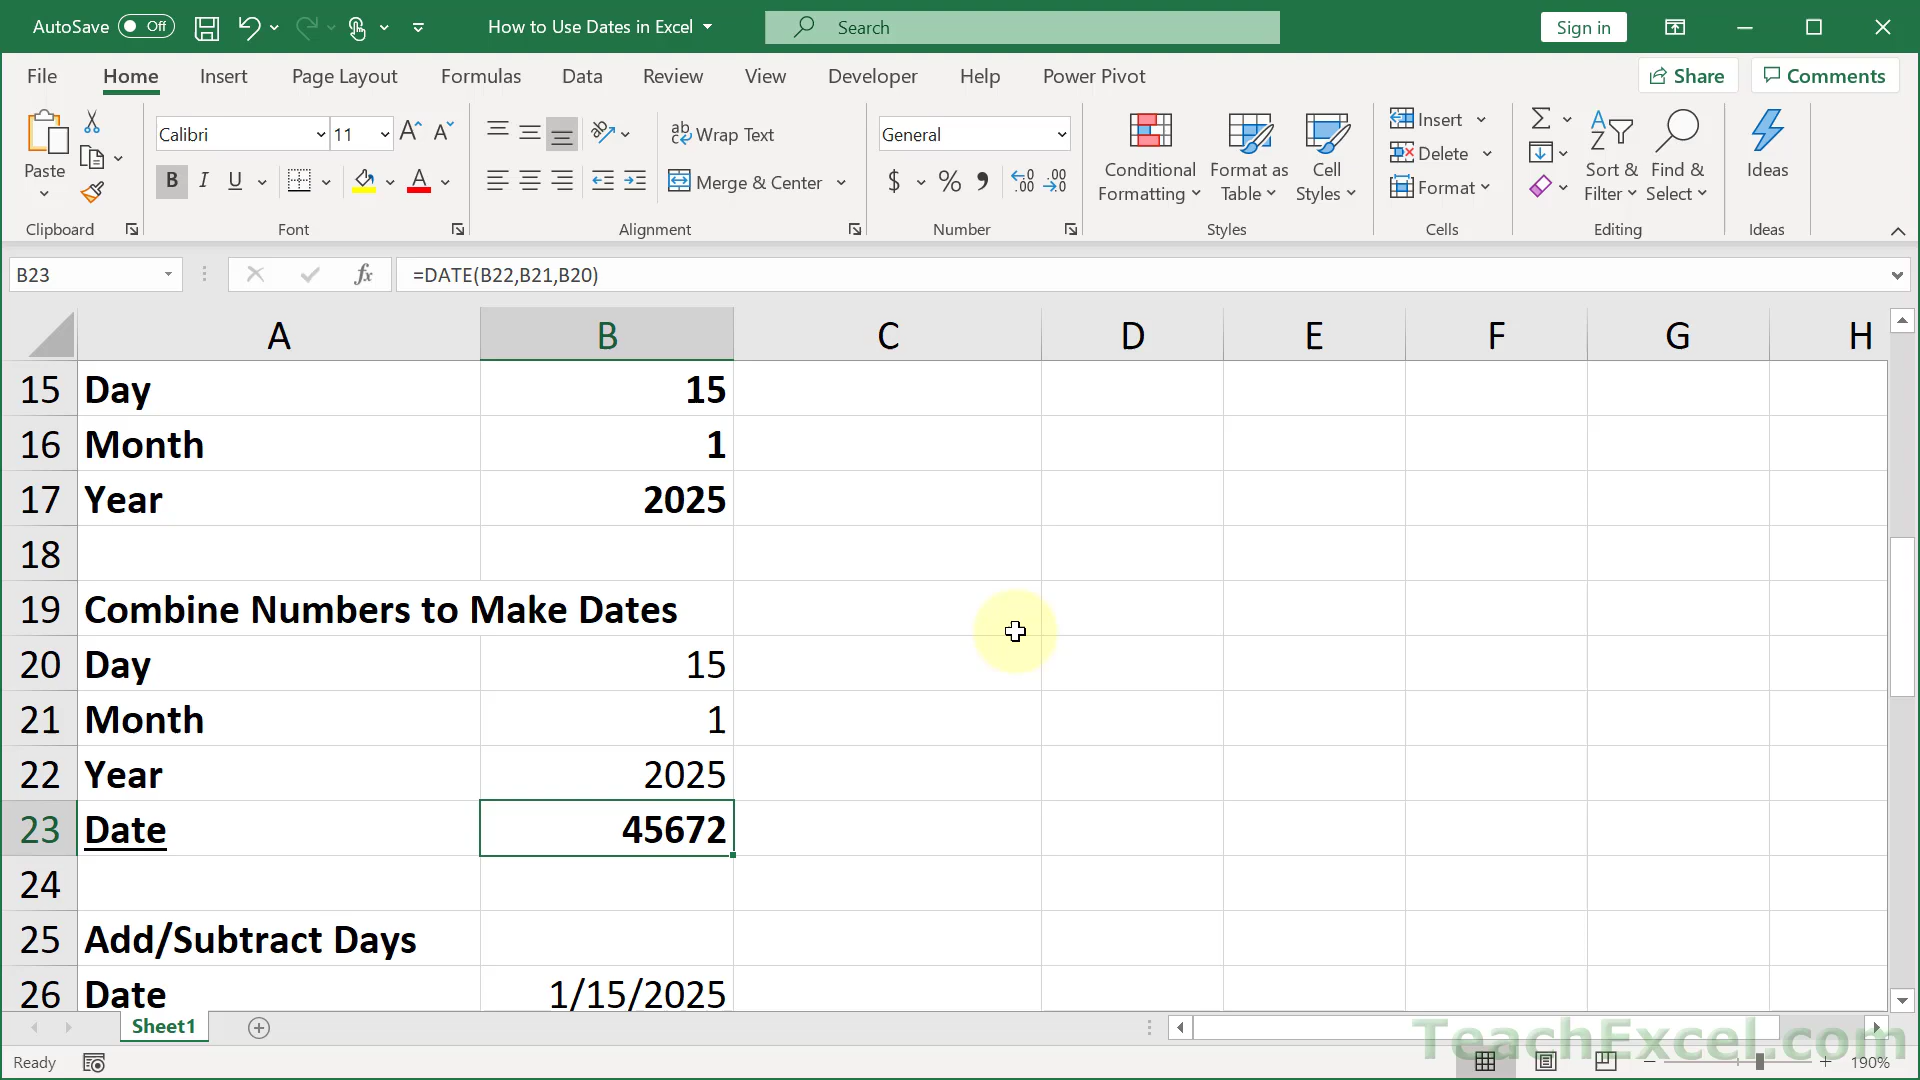 AutoSave Off How to Use Dates in Excel Search Sign in
File Home Insert Page Layout Formulas Data Review View Developer Help Power Pivot Share Comments
Paste Calibri 11 Wrap Text General Conditional Formatting Format as Table Cell Styles Insert Sort & Filter Find & Select Ideas
Delete
B I U Merge & Center $ % Format
Clipboard Font Alignment Number Styles Cells Editing Ideas
B23 fx =DATE(B22,B21,B20)
A B C D E F G H
15 Day 15
16 Month 1
17 Year 2025
18
19 Combine Numbers to Make Dates
20 Day 15
21 Month 1
22 Year 2025
23 Date 45672
24
25 Add/Subtract Days
26 Date 1/15/2025
Sheet1
TeachExcel.com
Ready 190%